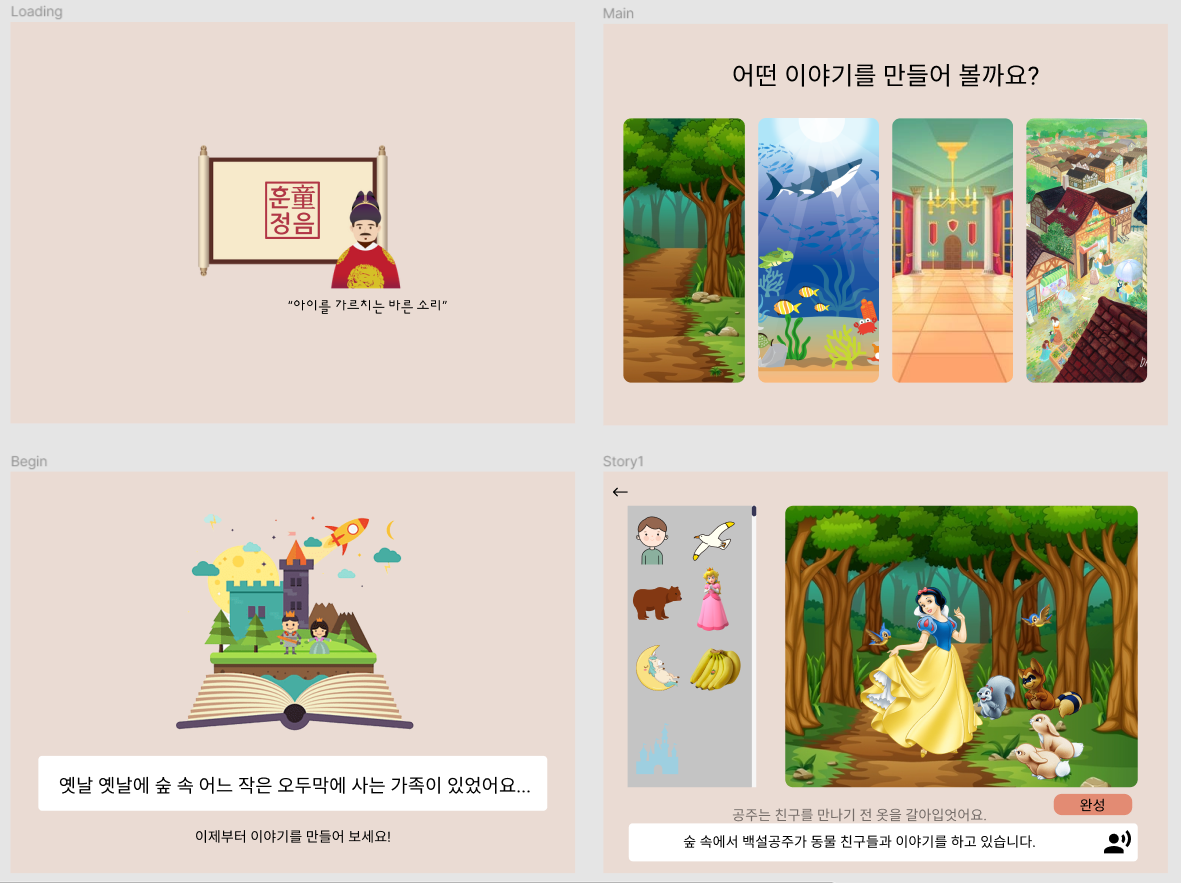 Loading
훈童
정음
"아이를 가르치는 바른 소리"
Main
어떤 이야기를 만들어 볼까요?
Begin
옛날 옛날에 숲 속 어느 작은 오두막에 사는 가족이 있었어요...
이제부터 이야기를 만들어 보세요!
Story1
←
완성
공주는 친구를 만나기 전 옷을 갈아입엇어요.
숲 속에서 백설공주가 동물 친구들과 이야기를 하고 있습니다.